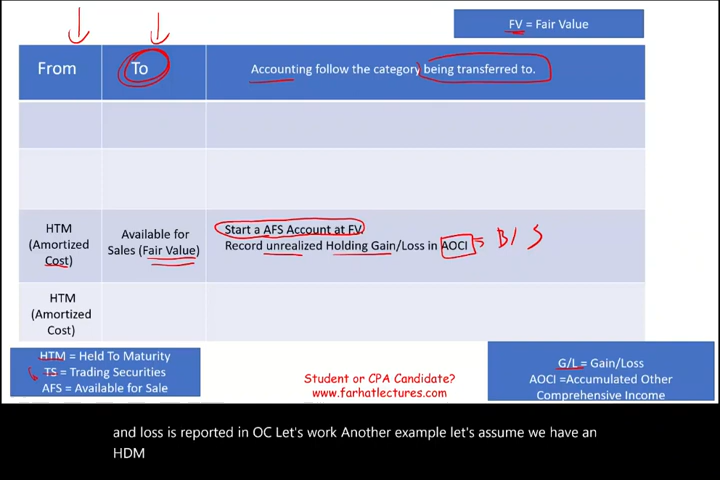 FV = Fair Value
From
To
Accounting follow the category being transferred to.
HTM
(Amortized
Cost)
Available for
Sales (Fair Value)
Start a AFS Account at FV.
Record unrealized Holding Gain/Loss in AOCI
B/S
HTM
(Amortized
Cost)
HTM = Held To Maturity
TS = Trading Securities
AFS = Available for Sale
Student or CPA Candidate?
www.farhatlectures.com
G/L = Gain/Loss
AOCI =Accumulated Other
Comprehensive Income
and loss is reported in OC Let's work Another example let's assume we have an
HDM